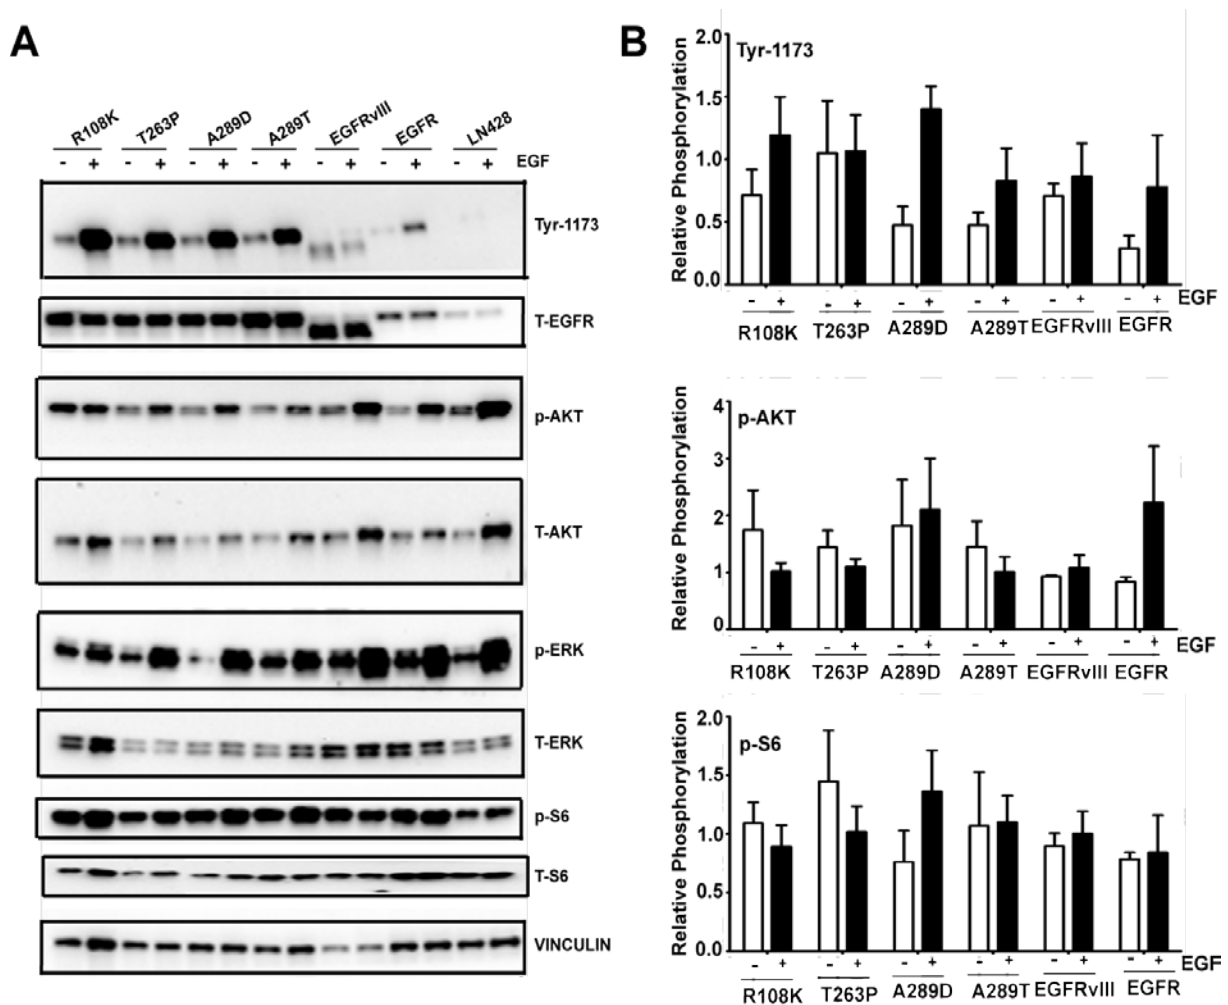 A
R108K T263P A289D A289T EGFRvIII EGFR LN428
- + - + - + - + - + - + - + EGF
Tyr-1173
T-EGFR
p-AKT
T-AKT
p-ERK
T-ERK
p-S6
T-S6
VINCULIN
B
Tyr-1173
Relative Phosphorylation
2.0
1.5
1.0
0.5
0.0
- + - + - + - + - + - + EGF
R108K T263P A289D A289T EGFRvIII EGFR
p-AKT
Relative Phosphorylation
4
3
2
1
0
- + - + - + - + - + - + EGF
R108K T263P A289D A289T EGFRvIII EGFR
p-S6
Relative Phosphorylation
2.0
1.5
1.0
0.5
0.0
- + - + - + - + - + - + EGF
R108K T263P A289D A289T EGFRvIII EGFR